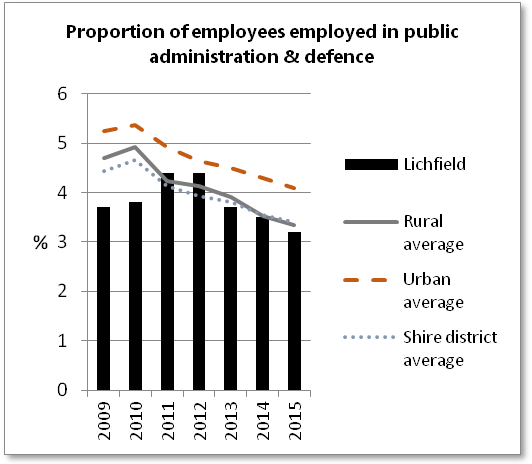 Proportion of employees employed in public
administration & defence
6
5
4
3
2
1
0
%
2009
2010
2011
2012
2013
2014
2015
Lichfield
Rural
average
Urban
average
Shire district
average